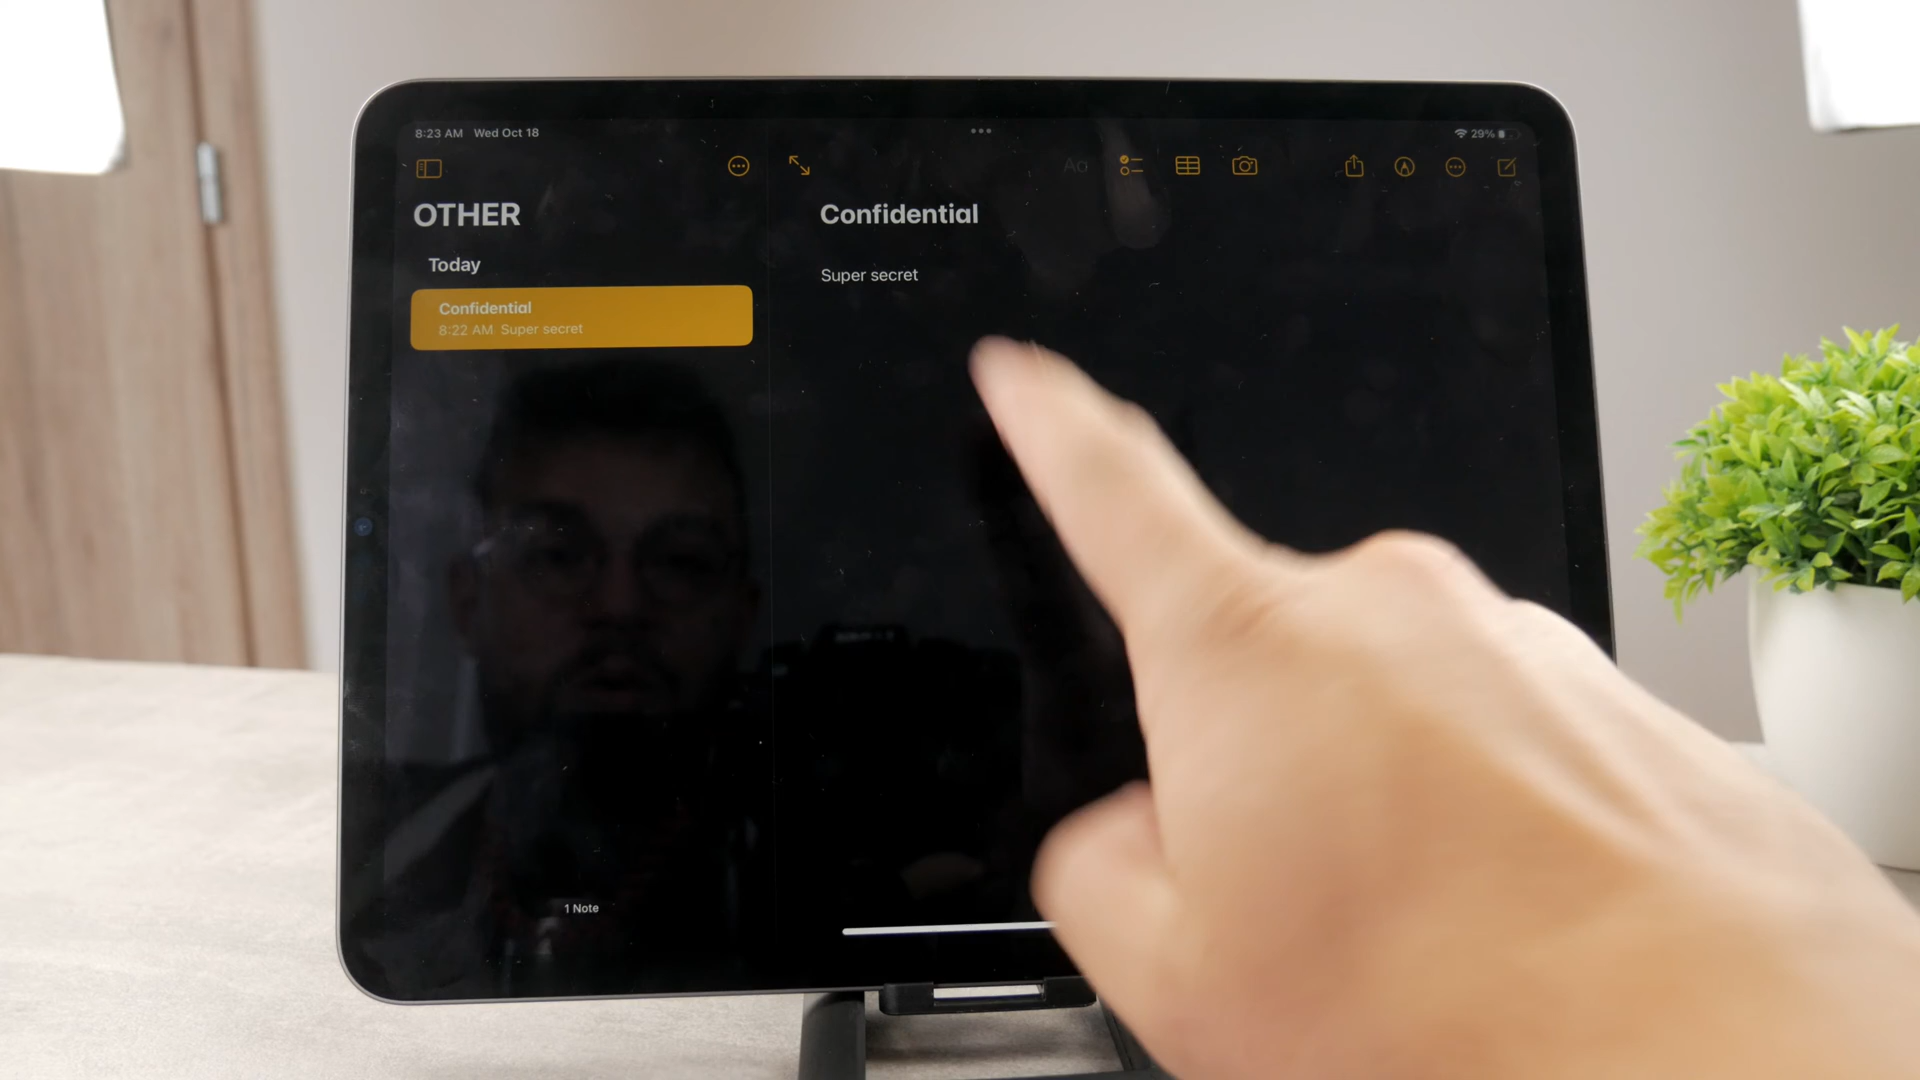 8:23 AM Wed Oct 18
29%
Aa
OTHER
Today
Confidential
8:22 AM Super secret
1 Note
Confidential
Super secret